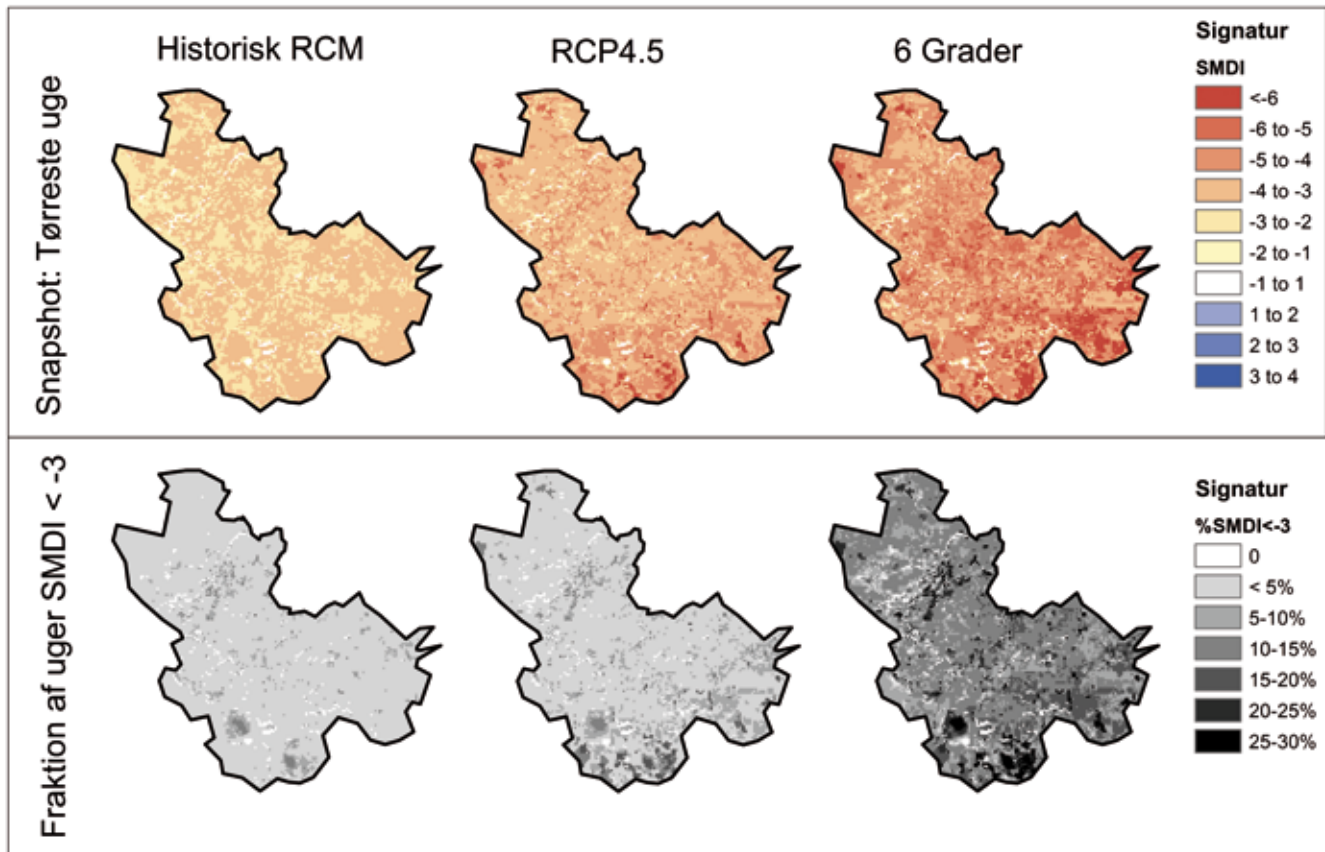 Historisk RCM
RCP4.5
6 Grader
Snapshot: Tørreste uge
Signatur
SMDI
<-6
-6 to -5
-5 to -4
-4 to -3
-3 to -2
-2 to -1
-1 to 1
1 to 2
2 to 3
3 to 4
Fraktion af uger SMDI < -3
Signatur
%SMDI<-3
0
< 5%
5-10%
10-15%
15-20%
20-25%
25-30%